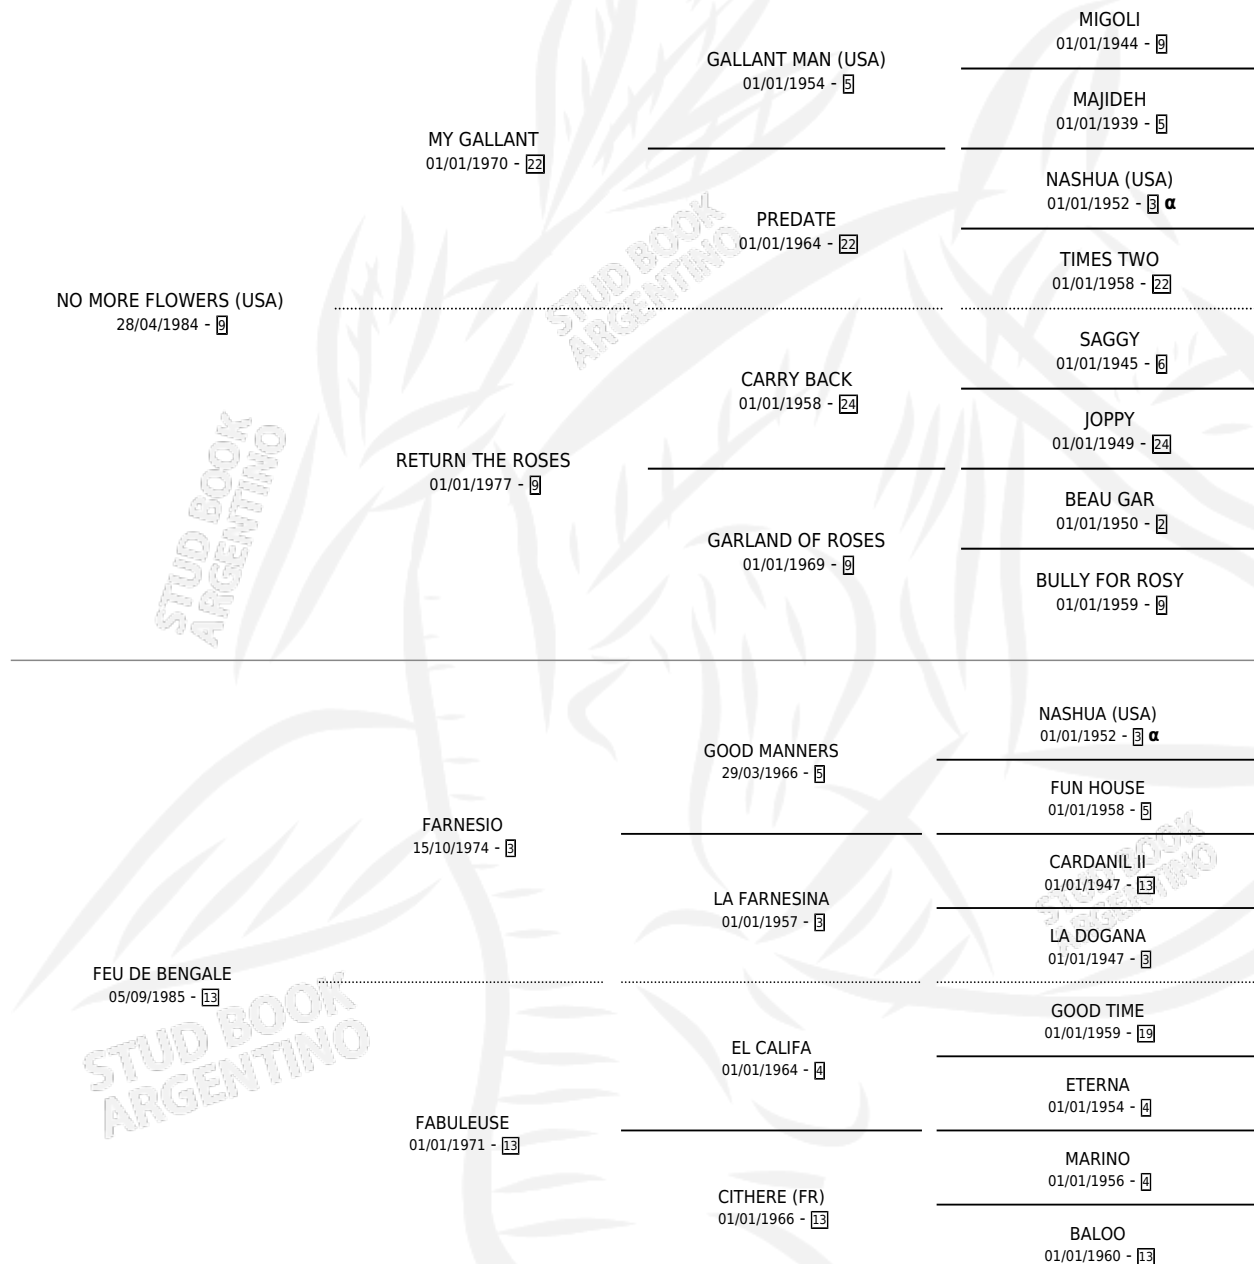 MIGOLI
01/01/1944 - 9
GALLANT MAN (USA)
01/01/1954 - 5
MAJIDEH
01/01/1939 - 5
MY GALLANT
01/01/1970 - 22
NASHUA (USA)
01/01/1952 - 3 α
PREDATE
01/01/1964 - 22
TIMES TWO
01/01/1958 - 22
NO MORE FLOWERS (USA)
28/04/1984 - 9
SAGGY
01/01/1945 - 6
CARRY BACK
01/01/1958 - 24
JOPPY
01/01/1949 - 24
RETURN THE ROSES
01/01/1977 - 9
BEAU GAR
01/01/1950 - 2
GARLAND OF ROSES
01/01/1969 - 9
BULLY FOR ROSY
01/01/1959 - 9
STUD BOOK
ARGENTINO
STUD BOOK
ARGENTINO
NASHUA (USA)
01/01/1952 - 3 α
GOOD MANNERS
29/03/1966 - 5
FUN HOUSE
01/01/1958 - 5
FARNESIO
15/10/1974 - 3
CARDANIL II
01/01/1947 - 13
LA FARNESINA
01/01/1957 - 3
LA DOGANA
01/01/1947 - 3
FEU DE BENGALE
05/09/1985 - 13
GOOD TIME
01/01/1959 - 19
EL CALIFA
01/01/1964 - 4
ETERNA
01/01/1954 - 4
FABULEUSE
01/01/1971 - 13
MARINO
01/01/1956 - 4
CITHERE (FR)
01/01/1966 - 13
BALOO
01/01/1960 - 13
STUD BOOK
ARGENTINO
STUD BOOK
ARGENTINO